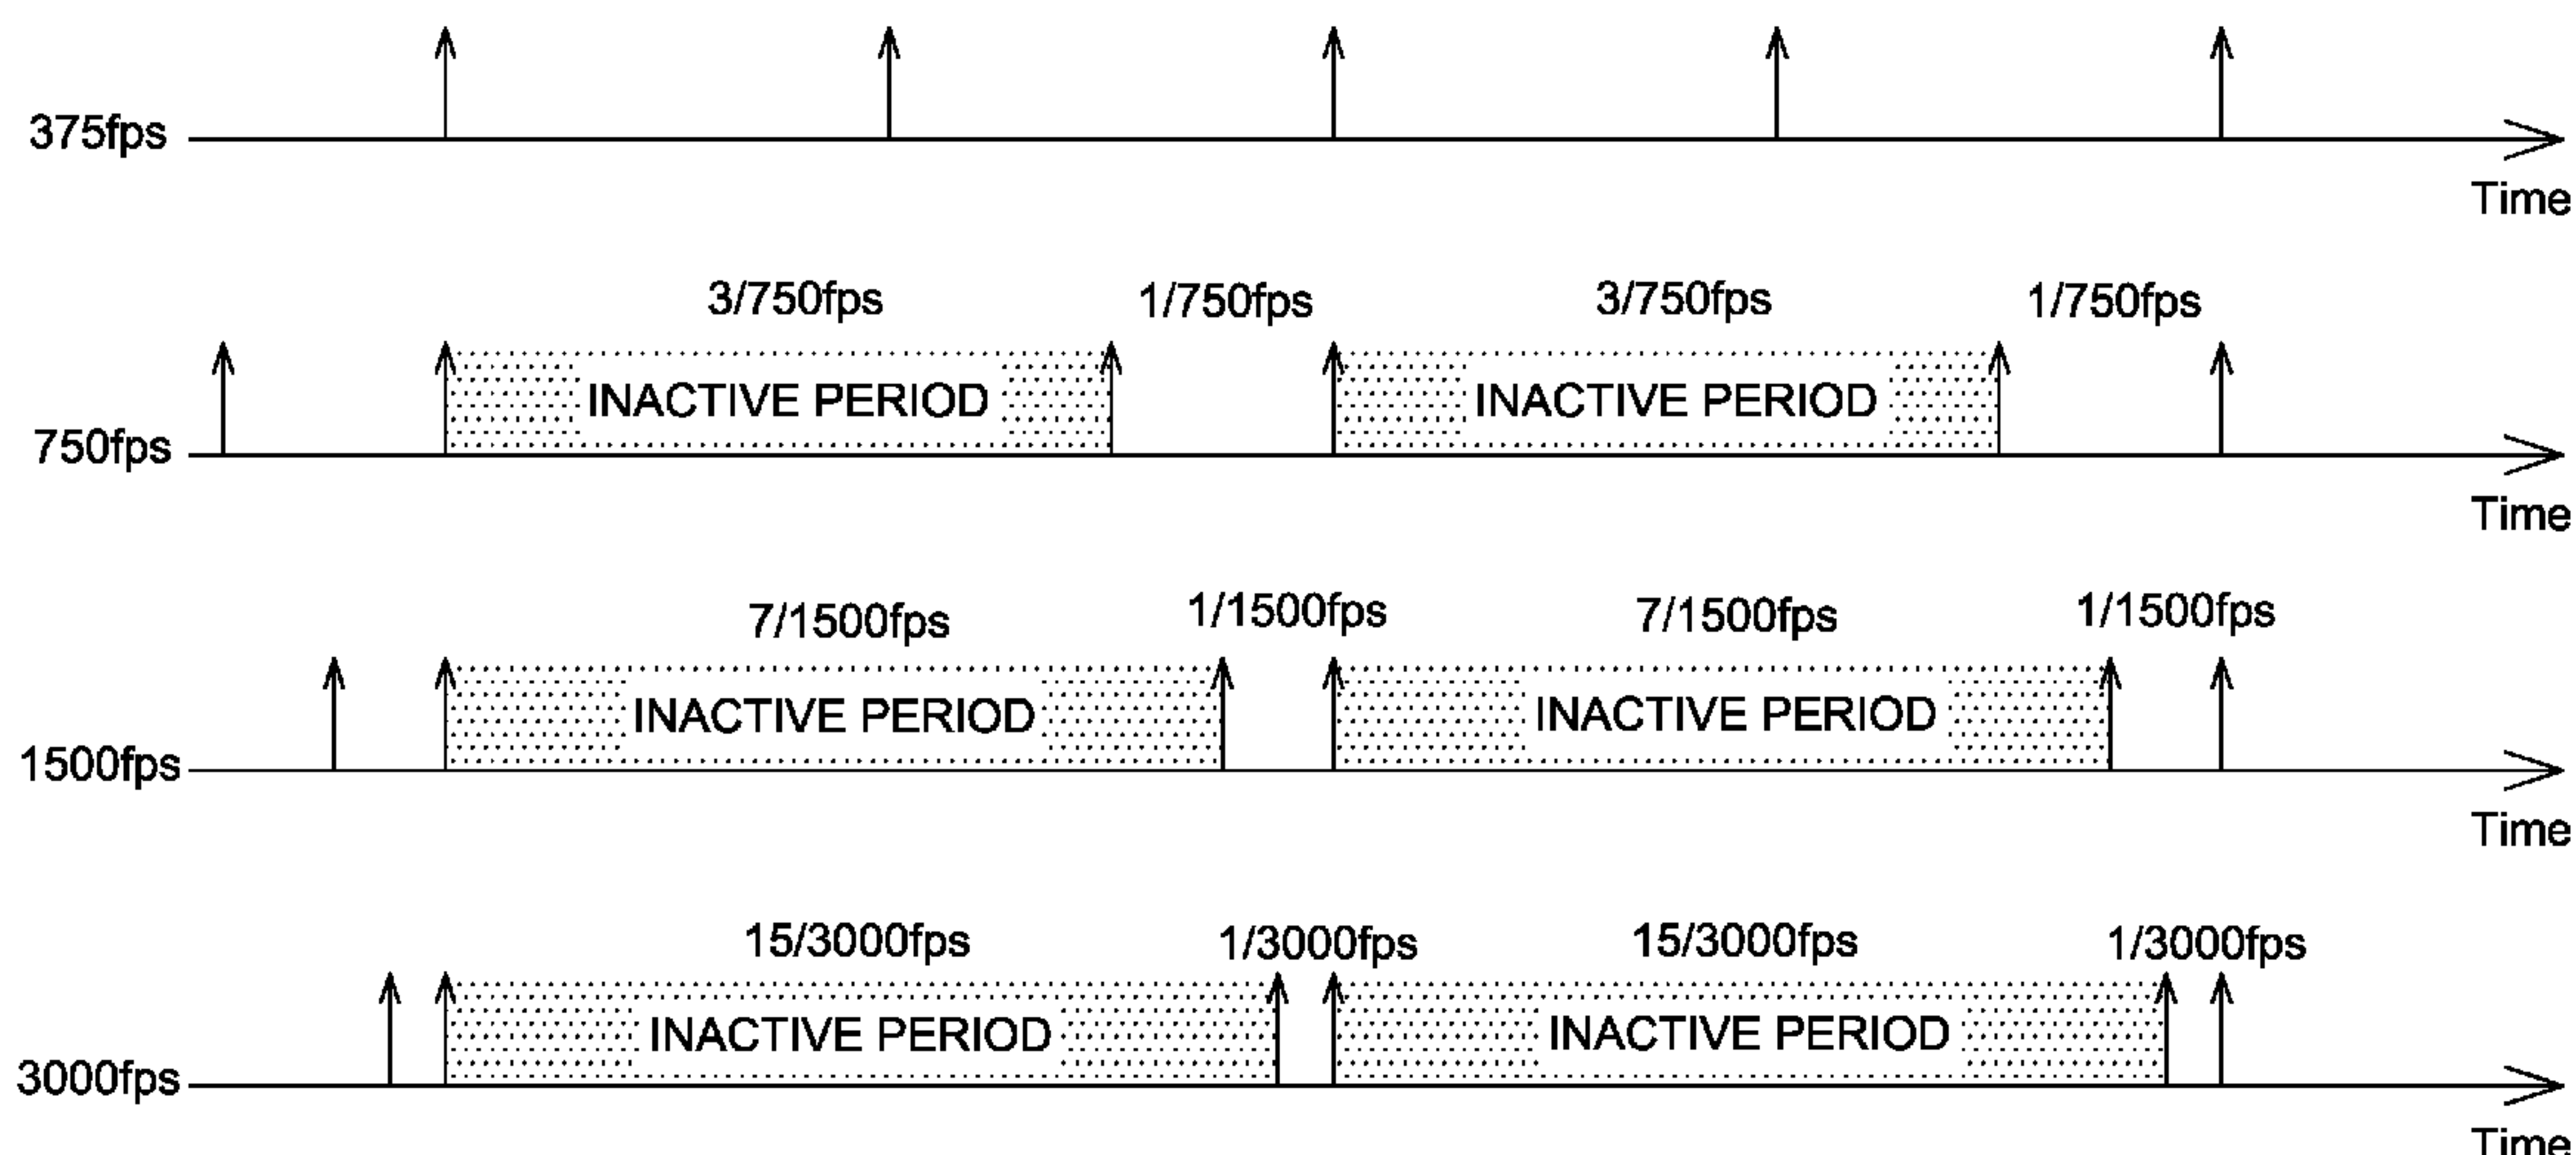 375fps
Time
3/750fps 1/750fps 3/750fps 1/750fps
INACTIVE PERIOD INACTIVE PERIOD
750fps
Time
7/1500fps 1/1500fps 7/1500fps 1/1500fps
INACTIVE PERIOD INACTIVE PERIOD
1500fps
Time
15/3000fps 1/3000fps 15/3000fps 1/3000fps
INACTIVE PERIOD INACTIVE PERIOD
3000fps
Time